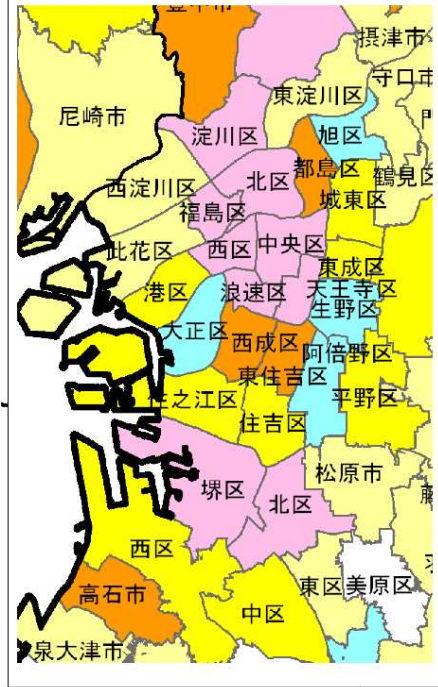 豊中市
摂津市
守口市
東淀川区
尼崎市
淀川区
旭区
都島区
鶴見区
北区
西淀川区
城東区
福島区
西区
中央区
此花区
東成区
港区
浪速区
天王寺区
生野区
大正区
西成区
阿倍野区
東住吉区
住之江区
平野区
住吉区
松原市
堺区
北区
西区
東区
美原区
高石市
中区
泉大津市